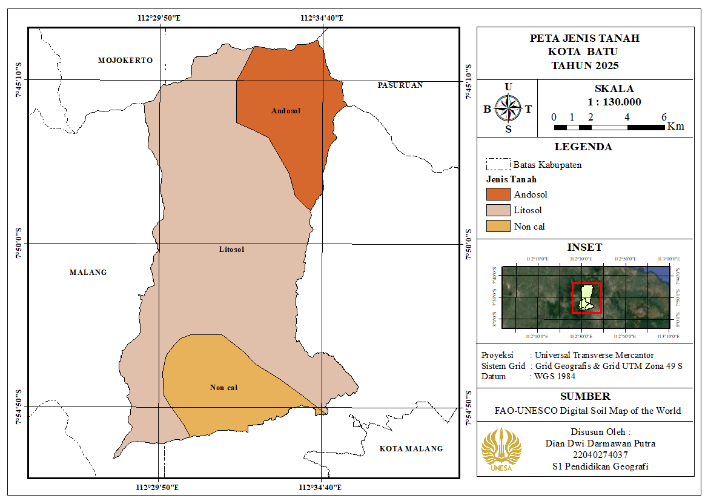 112°29'50"E
112°34'40"E
7°45'10"S
7°45'10"S
MOJOKERTO
PASURUAN
Andosol
7°50'0"S
7°50'0"S
Litosol
MALANG
Non cal
7°54'50"S
7°54'50"S
KOTA MALANG
112°29'50"E
112°34'40"E
PETA JENIS TANAH
KOTA BATU
TAHUN 2025
U
B
T
S
SKALA
1 : 130.000
0 1 2 4 6
Km
LEGENDA
Batas Kabupaten
Jenis Tanah
Andosol
Litosol
Non cal
INSET
Proyeksi : Universal Transverse Mercantor
Sistem Grid : Grid Geografis & Grid UTM Zona 49 S
Datum : WGS 1984
SUMBER
FAO-UNESCO Digital Soil Map of the World
UNESA
Disusun Oleh :
Dian Dwi Darmawan Putra
22040274037
S1 Pendidikan Geografi